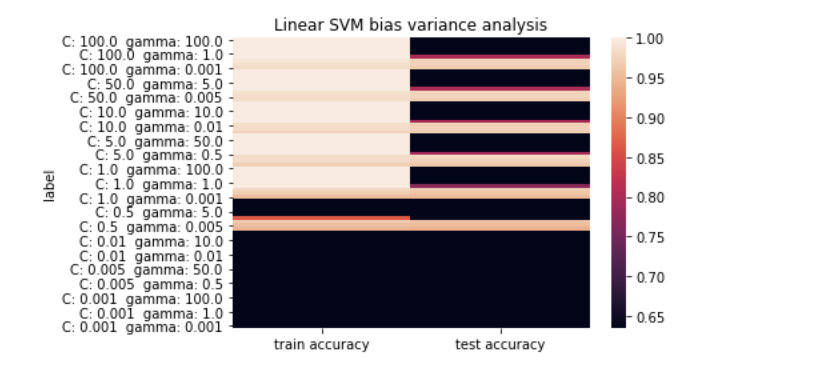 Linear SVM bias variance analysis
label
C: 100.0 gamma: 100.0
C: 100.0 gamma: 1.0
C: 100.0 gamma: 0.001
C: 50.0 gamma: 5.0
C: 50.0 gamma: 0.005
C: 10.0 gamma: 10.0
C: 10.0 gamma: 0.01
C: 5.0 gamma: 50.0
C: 5.0 gamma: 0.5
C: 1.0 gamma: 100.0
C: 1.0 gamma: 1.0
C: 1.0 gamma: 0.001
C: 0.5 gamma: 5.0
C: 0.5 gamma: 0.005
C: 0.01 gamma: 10.0
C: 0.01 gamma: 0.01
C: 0.005 gamma: 50.0
C: 0.005 gamma: 0.5
C: 0.001 gamma: 100.0
C: 0.001 gamma: 1.0
C: 0.001 gamma: 0.001
train accuracy
test accuracy
1.00
0.95
0.90
0.85
0.80
0.75
0.70
0.65